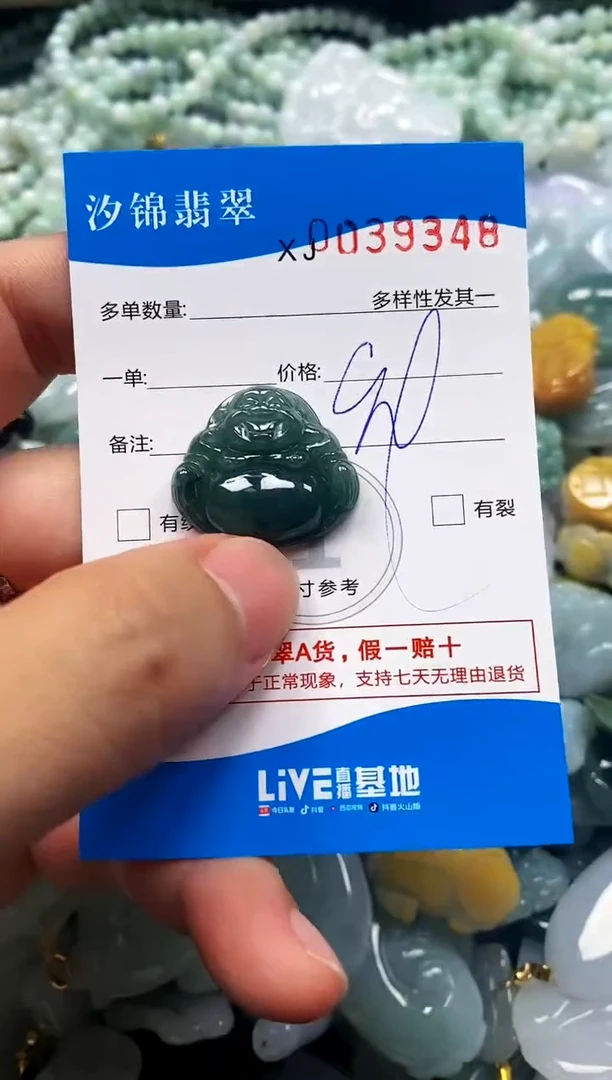 汐锦翡翠
XJ0039348
多单数量: 多样性发其一
一单: 价格:
备注:
有纹 有裂
寸参考
翠A货，假一赔十
于正常现象，支持七天无理由退货
LiVE直播基地
今日头条 抖音 西瓜视频 抖音火山版